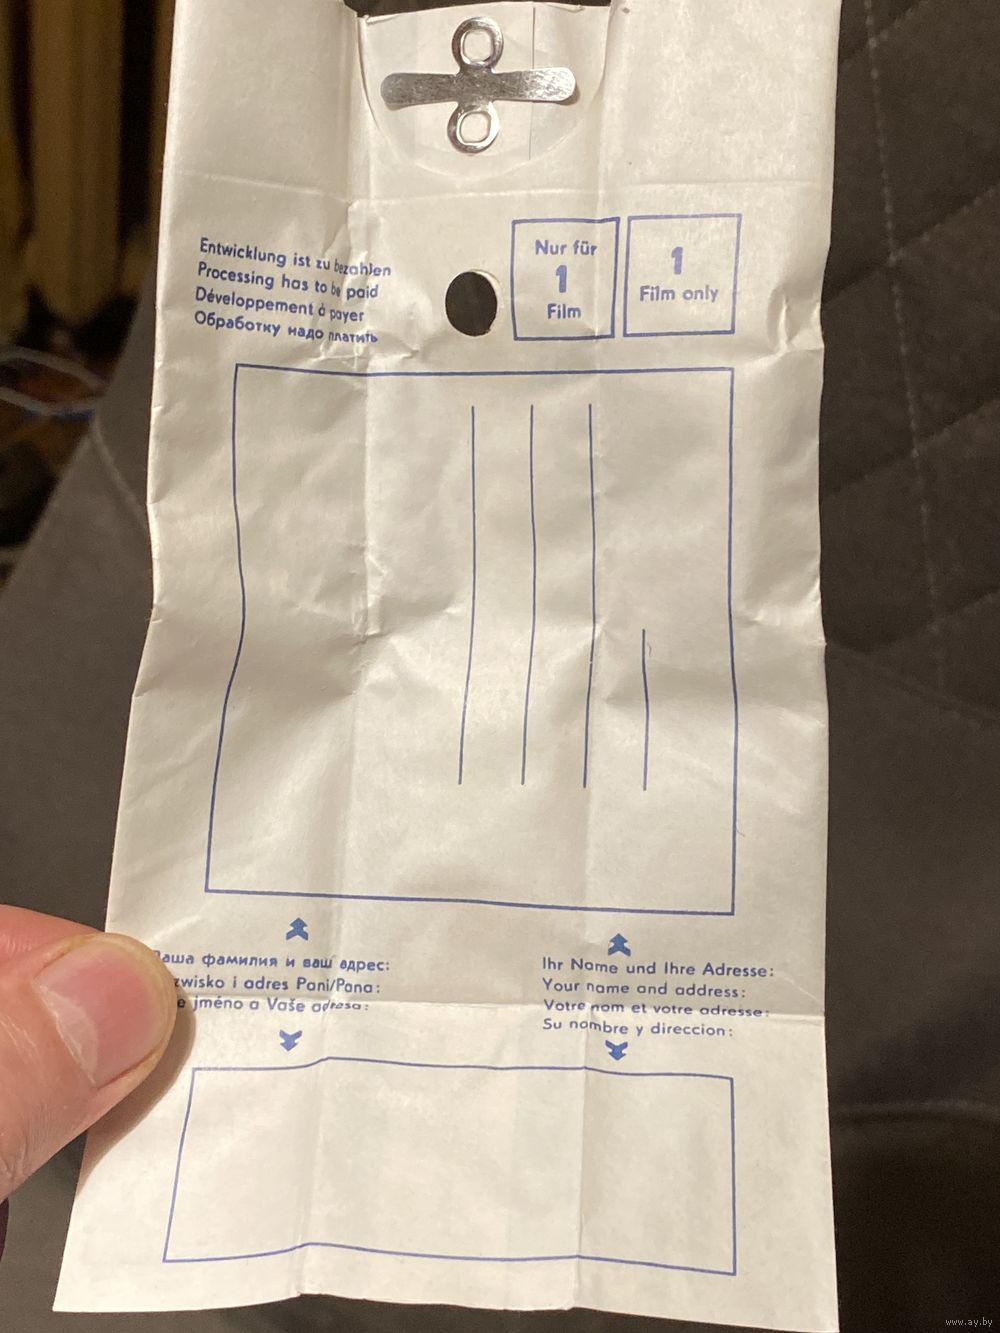 Entwicklung ist zu bezahlen
Processing has to be paid
Développement à payer
Обработку надо платить
Nur für
1
Film
1
Film only
Ваша фамилия и ваш адрес:
i adres Pani/Pana:
jméno a Vaše adresa:
Ihr Name und Ihre Adresse:
Your name and address:
Votre nom et votre adresse:
Su nombre y direccion:
www.ay.by